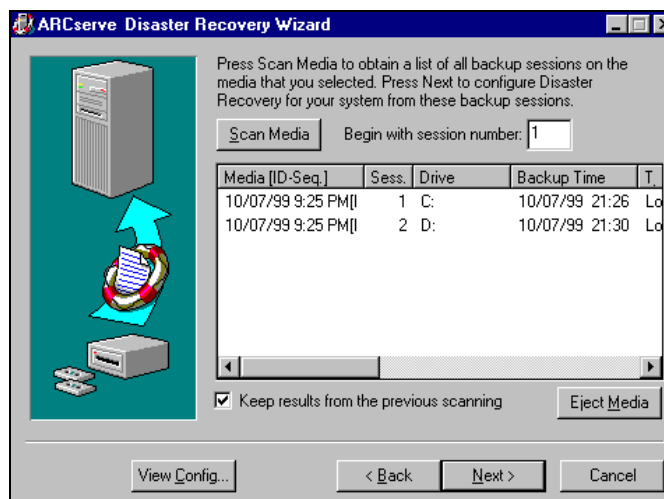 ARCserve Disaster Recovery Wizard
Press Scan Media to obtain a list of all backup sessions on the
media that you selected. Press Next to configure Disaster
Recovery for your system from these backup sessions.
Scan Media Begin with session number: 1
Media [ID-Seq.] Sess. Drive Backup Time T
10/07/99 9:25 PM[I 1 C: 10/07/99 21:26 Lo
10/07/99 9:25 PM[I 2 D: 10/07/99 21:30 Lo
Keep results from the previous scanning Eject Media
View Config... < Back Next > Cancel